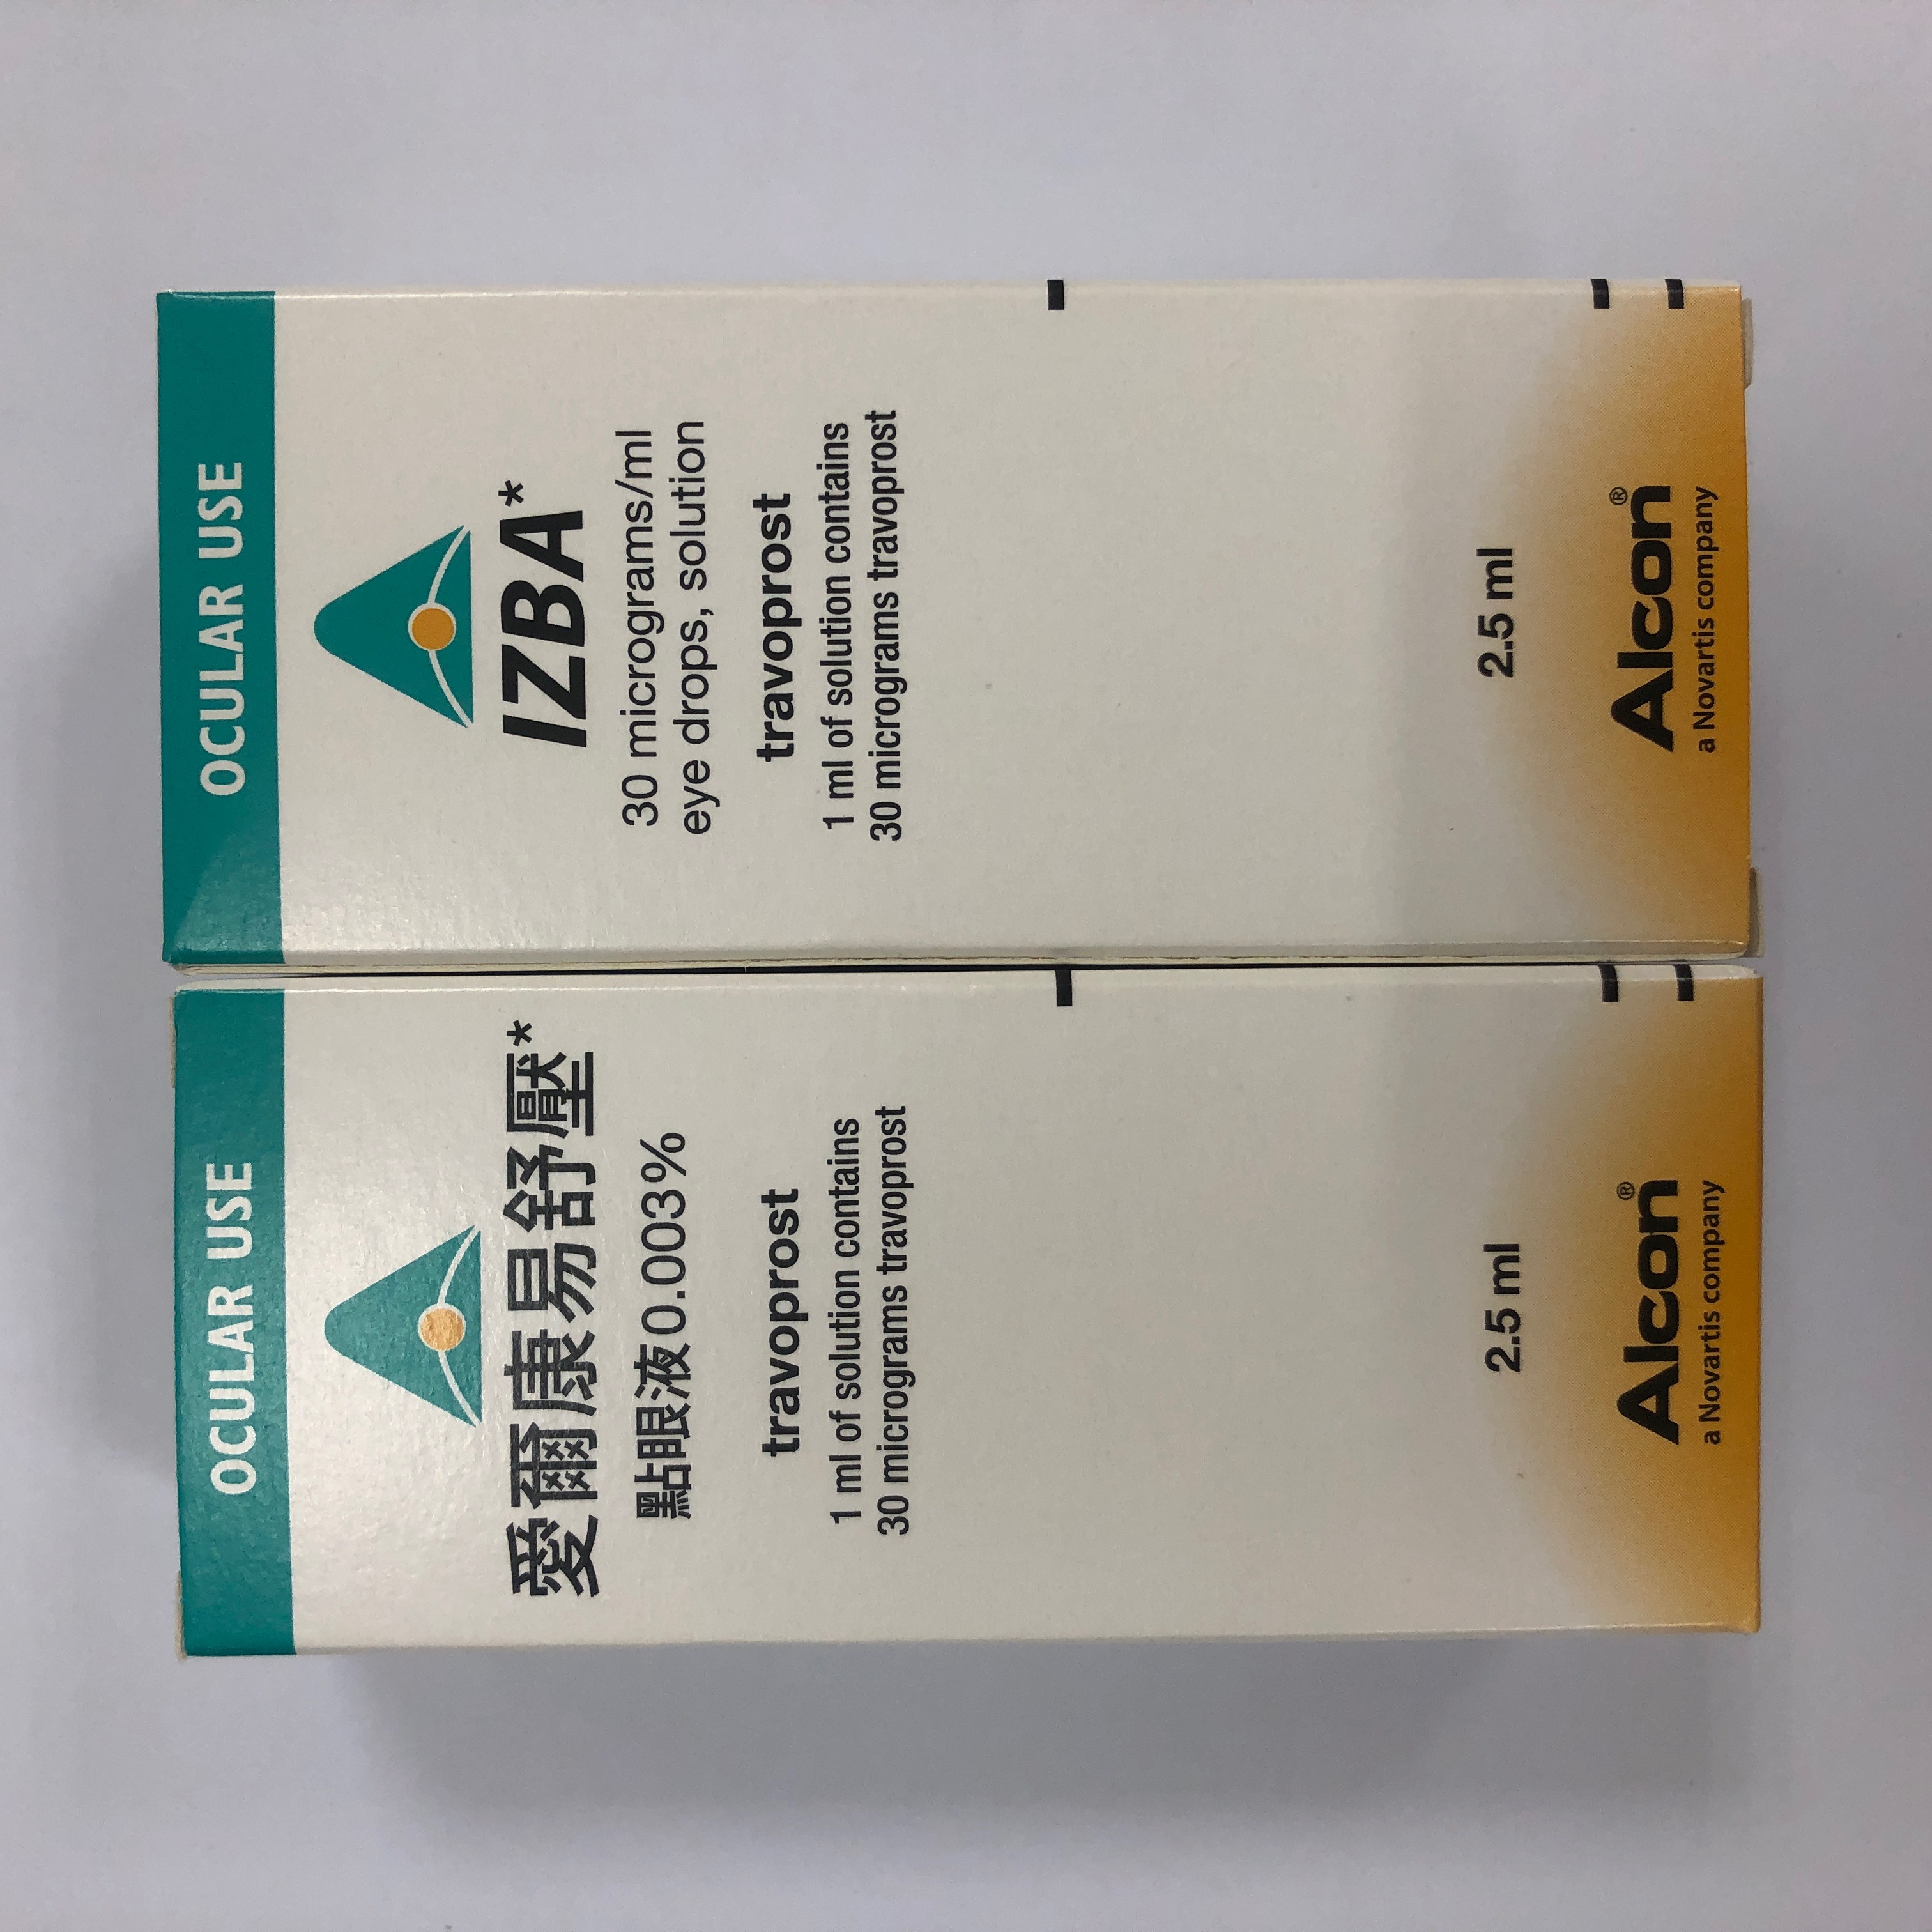 OCULAR USE
愛爾康易舒壓*
點眼液0.003%
travoprost
1 ml of solution contains
30 micrograms travoprost
2.5 ml
Alcon®
a Novartis company
OCULAR USE
IZBA*
30 micrograms/ml
eye drops, solution
travoprost
1 ml of solution contains
30 micrograms travoprost
2.5 ml
Alcon®
a Novartis company